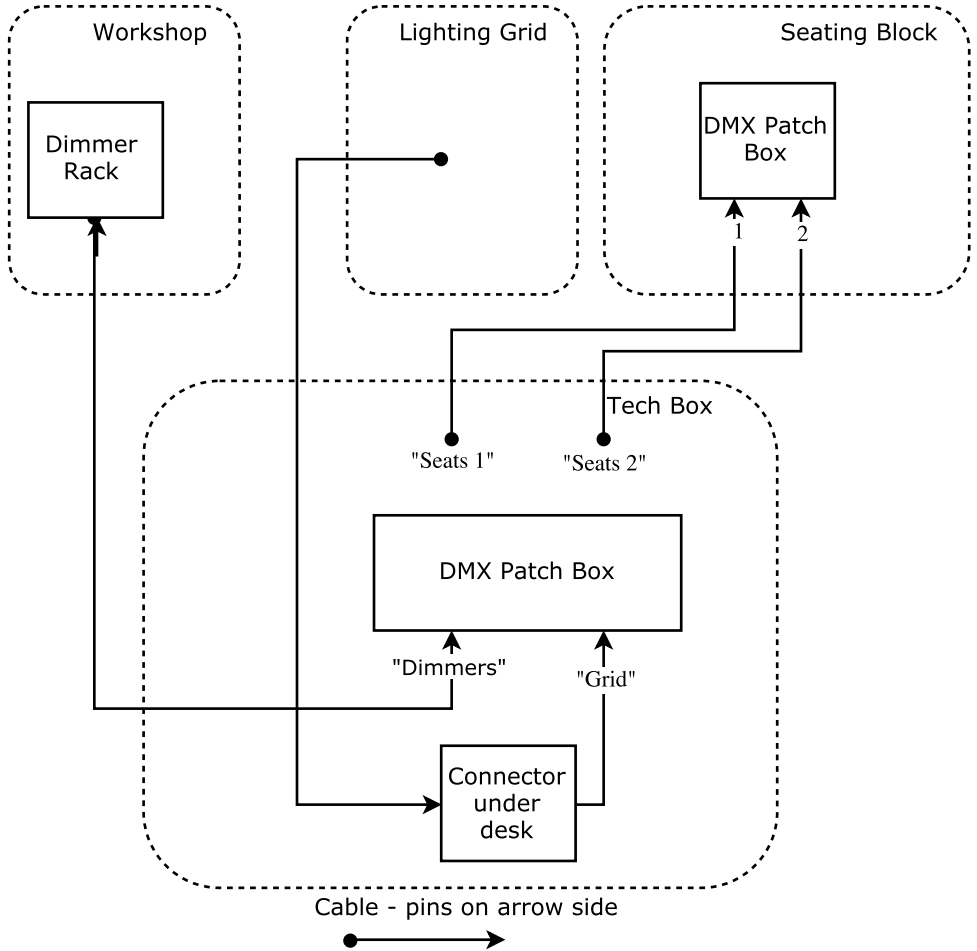 Workshop
Lighting Grid
Seating Block
Dimmer
Rack
DMX Patch
Box
1
2
Tech Box
"Seats 1"
"Seats 2"
DMX Patch Box
"Dimmers"
"Grid"
Connector
under
desk
Cable - pins on arrow side